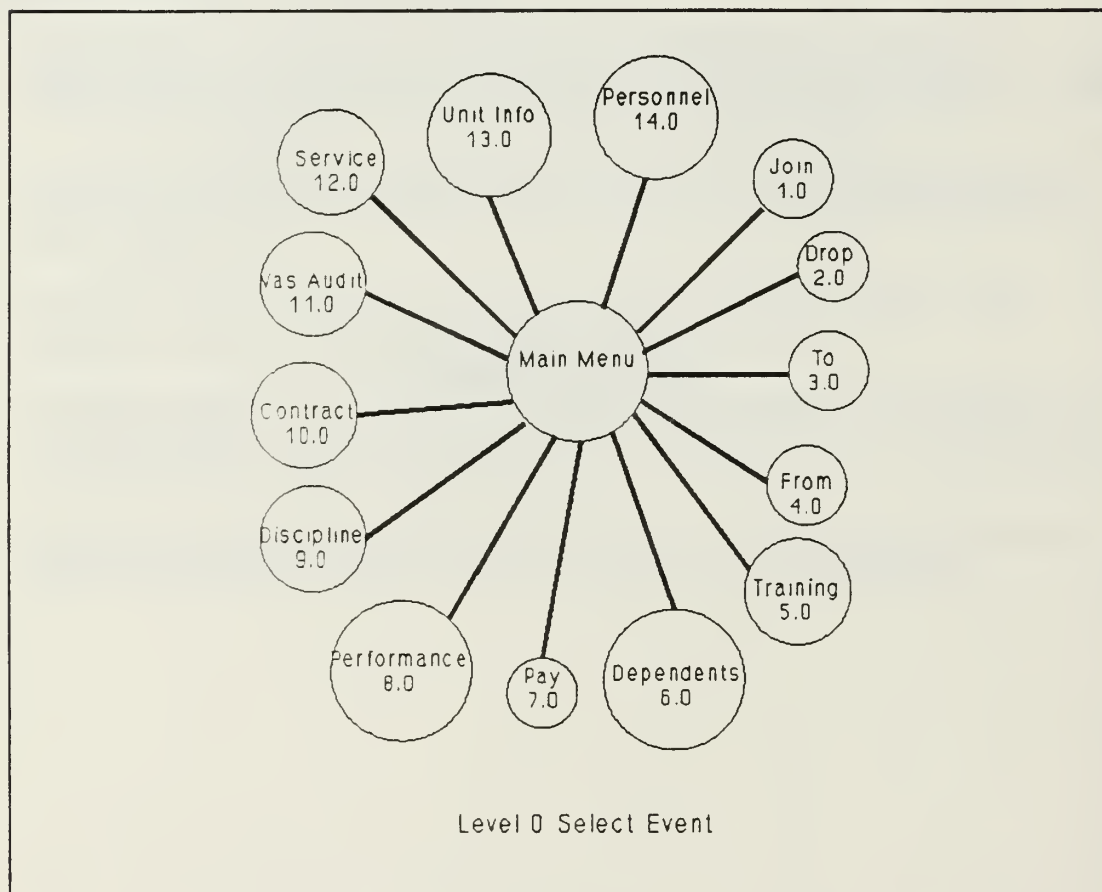 Personnel
14.0
Unit Info
13.0
Service
12.0
Join
1.0
Drop
2.0
Vas Audit
11.0
Main Menu
To
3.0
Contract
10.0
From
4.0
Discipline
9.0
Training
5.0
Performance
8.0
Pay
7.0
Dependents
6.0
Level 0 Select Event